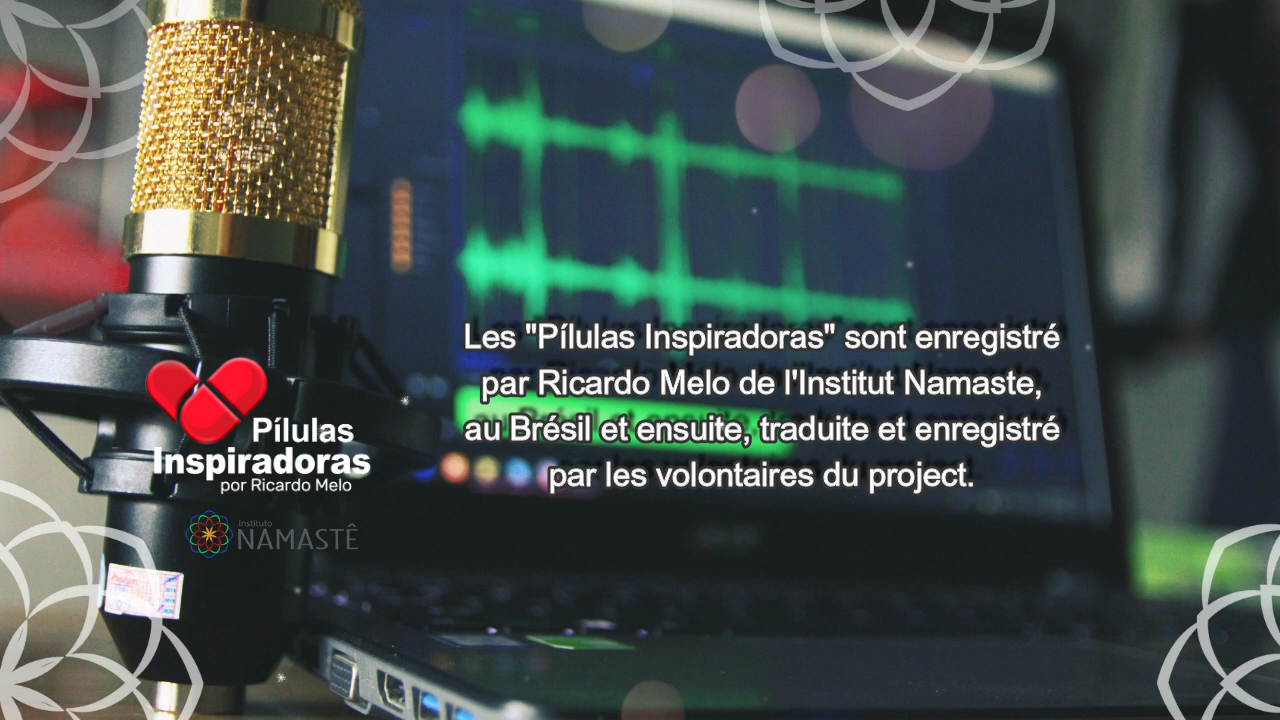 Les "Pílulas Inspiradoras" sont enregistré
par Ricardo Melo de l'Institut Namaste,
au Brésil et ensuite, traduite et enregistré
par les volontaires du project.
Pílulas
Inspiradoras
por Ricardo Melo
Instituto
NAMASTÊ